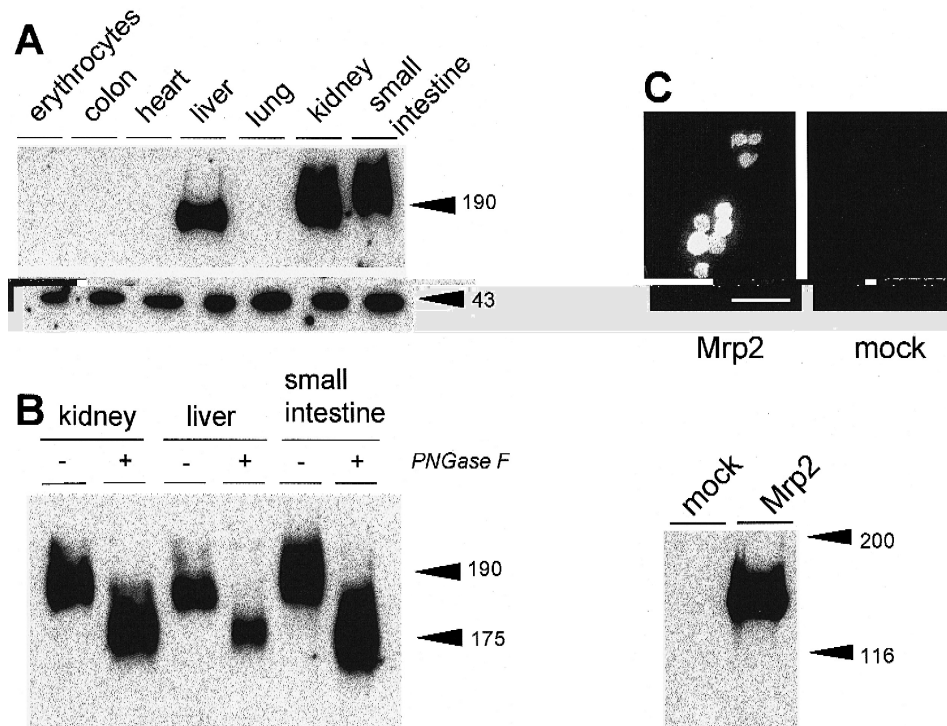 A
erythrocytes
colon
heart
liver
lung
kidney
small
intestine
190
43
C
Mrp2
mock
B
kidney
liver
small
intestine
- + - + - +
PNGase F
190
175
mock
Mrp2
200
116